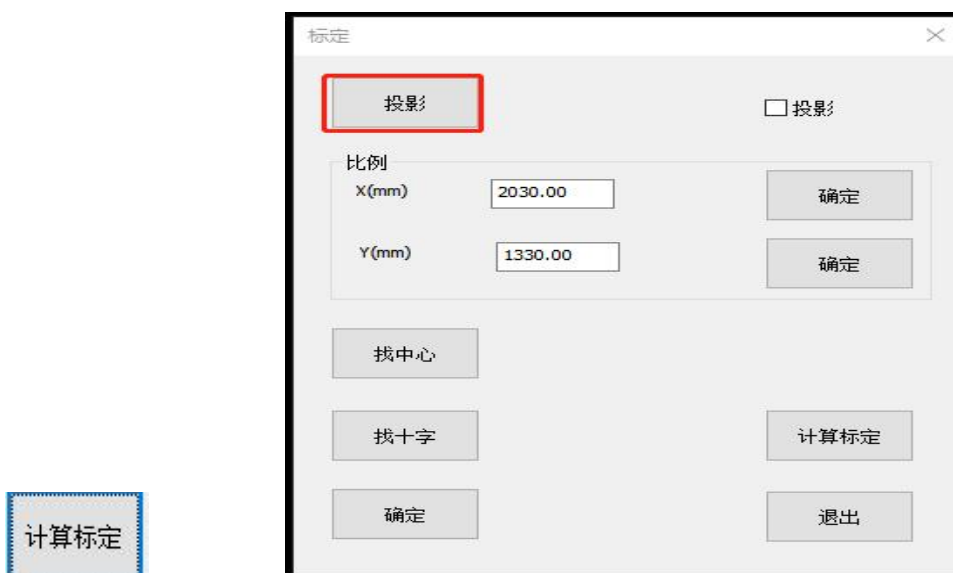 标定
投影
投影
比例
X(mm)
2030.00
确定
Y(mm)
1330.00
确定
找中心
找十字
计算标定
确定
退出
计算标定